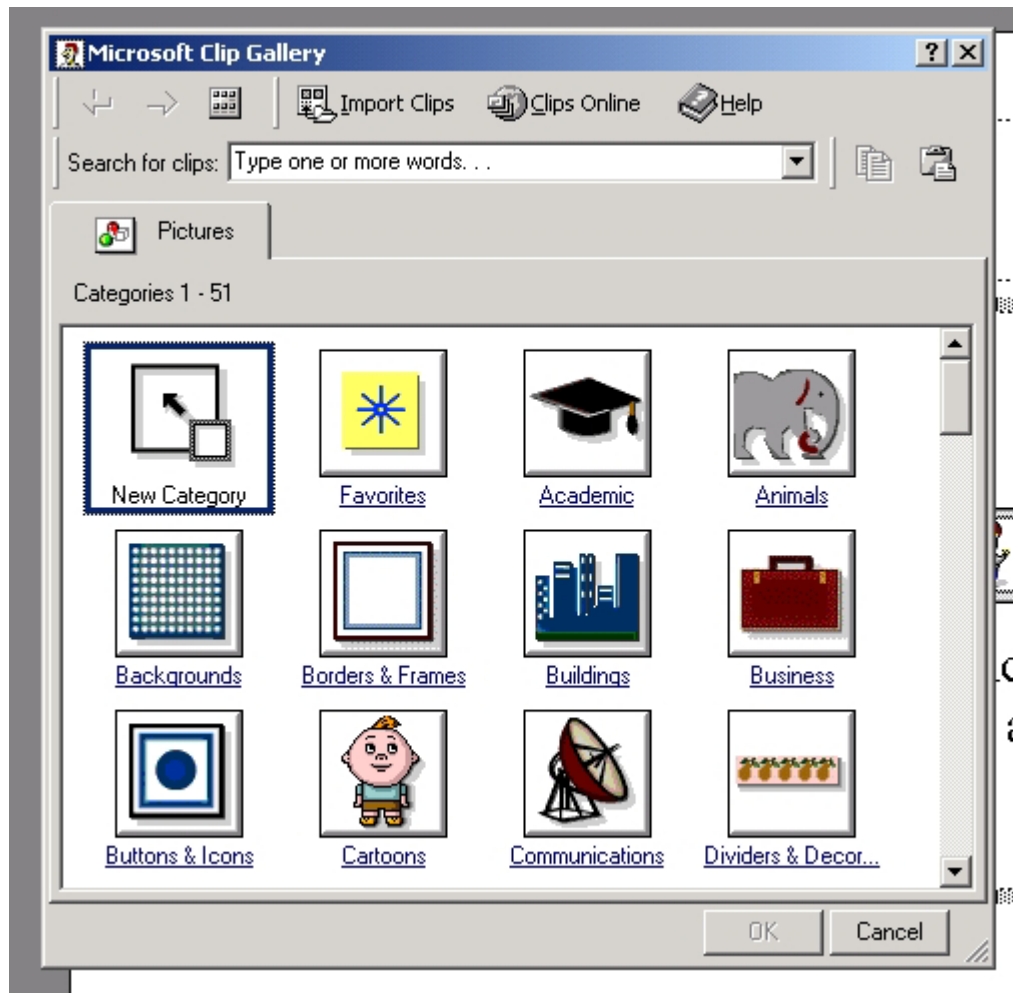 Microsoft Clip Gallery
Import Clips Clips Online Help
Search for clips: Type one or more words. . .
Pictures
Categories 1 - 51
New Category Favorites Academic Animals
Backgrounds Borders & Frames Buildings Business
Buttons & Icons Cartoons Communications Dividers & Decor...
OK Cancel